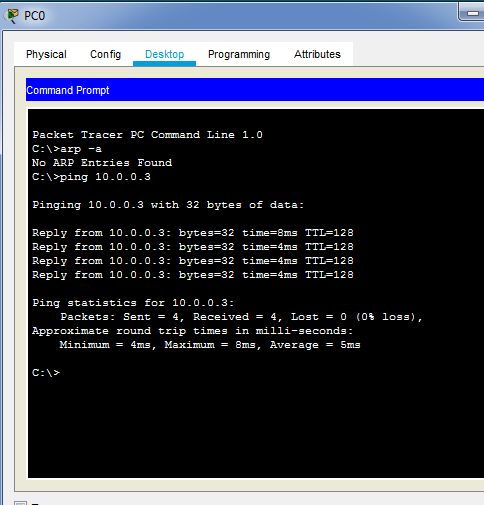 PC0
Physical Config Desktop Programming Attributes
Command Prompt
Packet Tracer PC Command Line 1.0
C:\>arp -a
No ARP Entries Found
C:\>ping 10.0.0.3
Pinging 10.0.0.3 with 32 bytes of data:
Reply from 10.0.0.3: bytes=32 time=8ms TTL=128
Reply from 10.0.0.3: bytes=32 time=4ms TTL=128
Reply from 10.0.0.3: bytes=32 time=4ms TTL=128
Reply from 10.0.0.3: bytes=32 time=4ms TTL=128
Ping statistics for 10.0.0.3:
Packets: Sent = 4, Received = 4, Lost = 0 (0% loss),
Approximate round trip times in milli-seconds:
Minimum = 4ms, Maximum = 8ms, Average = 5ms
C:\>